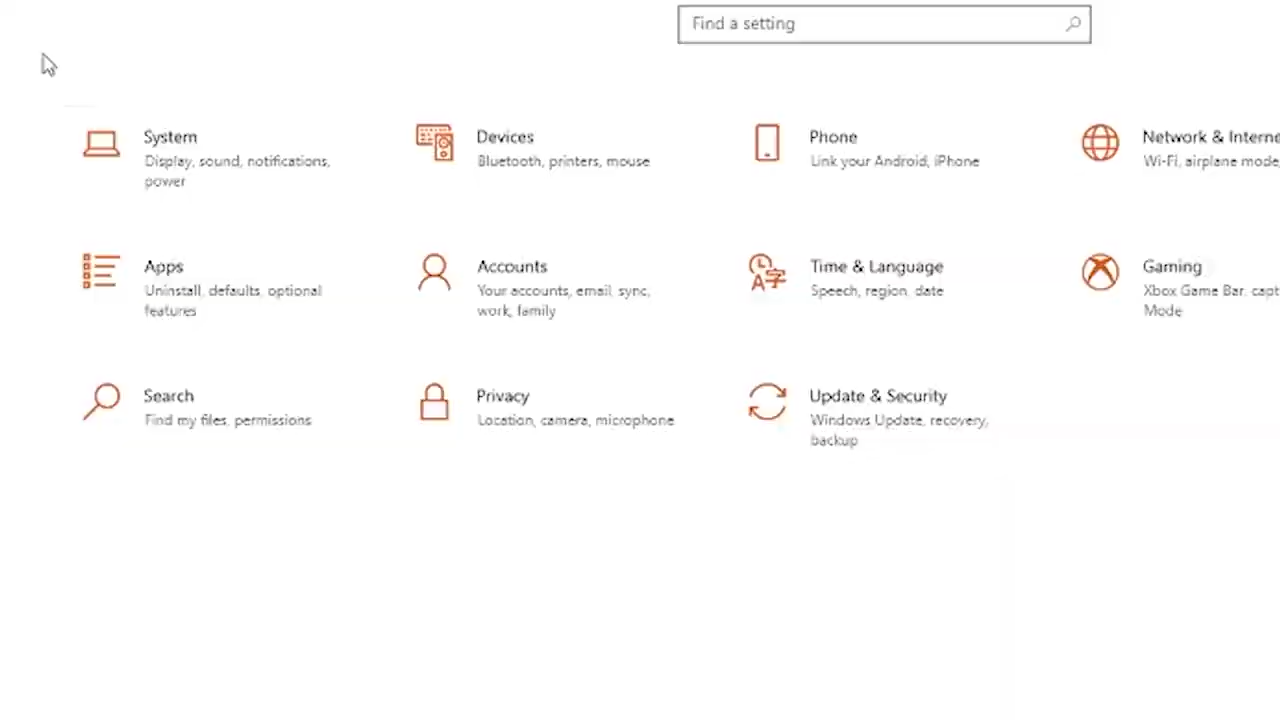 Find a setting
System
Display, sound, notifications,
power
Devices
Bluetooth, printers, mouse
Phone
Link your Android, iPhone
Network & Interne
Wi-Fi, airplane mode,
Apps
Uninstall, defaults, optional
features
Accounts
Your accounts, email, sync,
work, family
Time & Language
Speech, region, date
Gaming
Xbox Game Bar, capt
Mode
Search
Find my files, permissions
Privacy
Location, camera, microphone
Update & Security
Windows Update, recovery,
backup